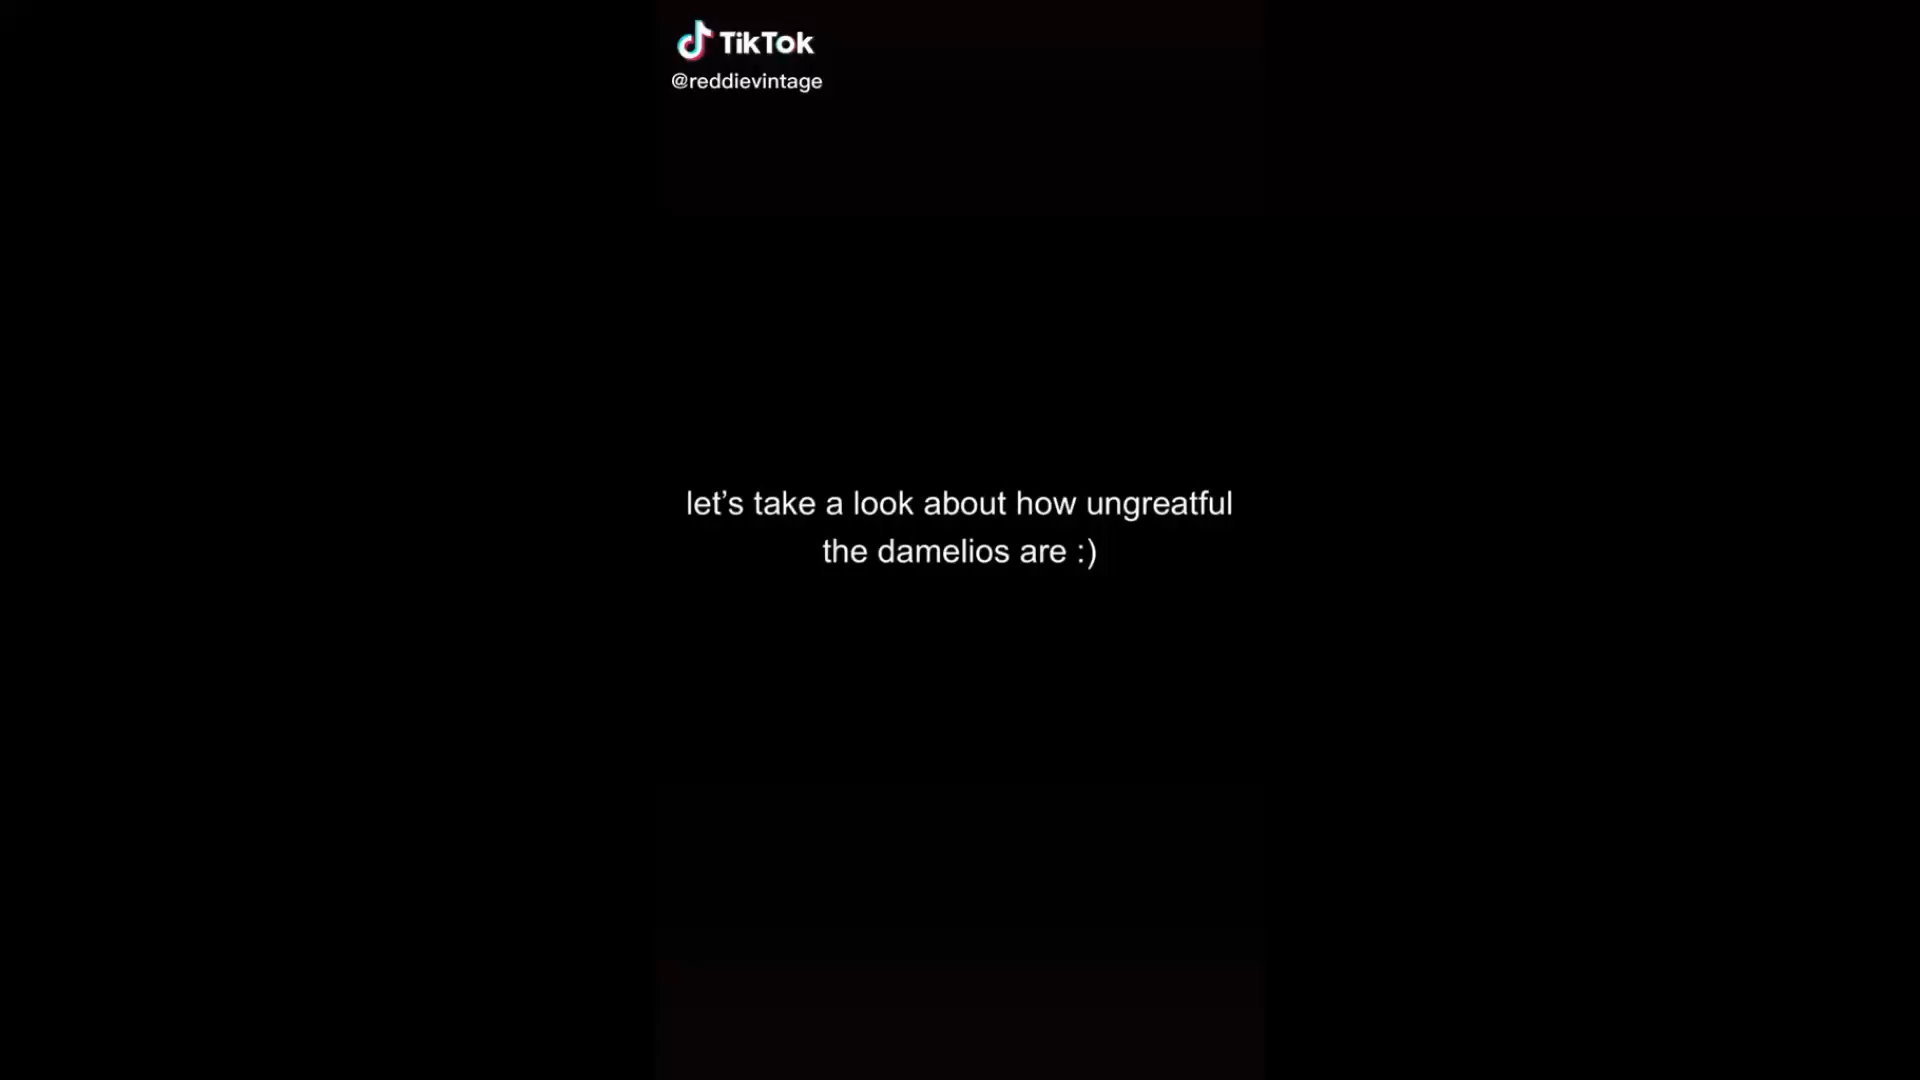 TikTok
@reddievintage
let’s take a look about how ungreatful
the damelios are :)